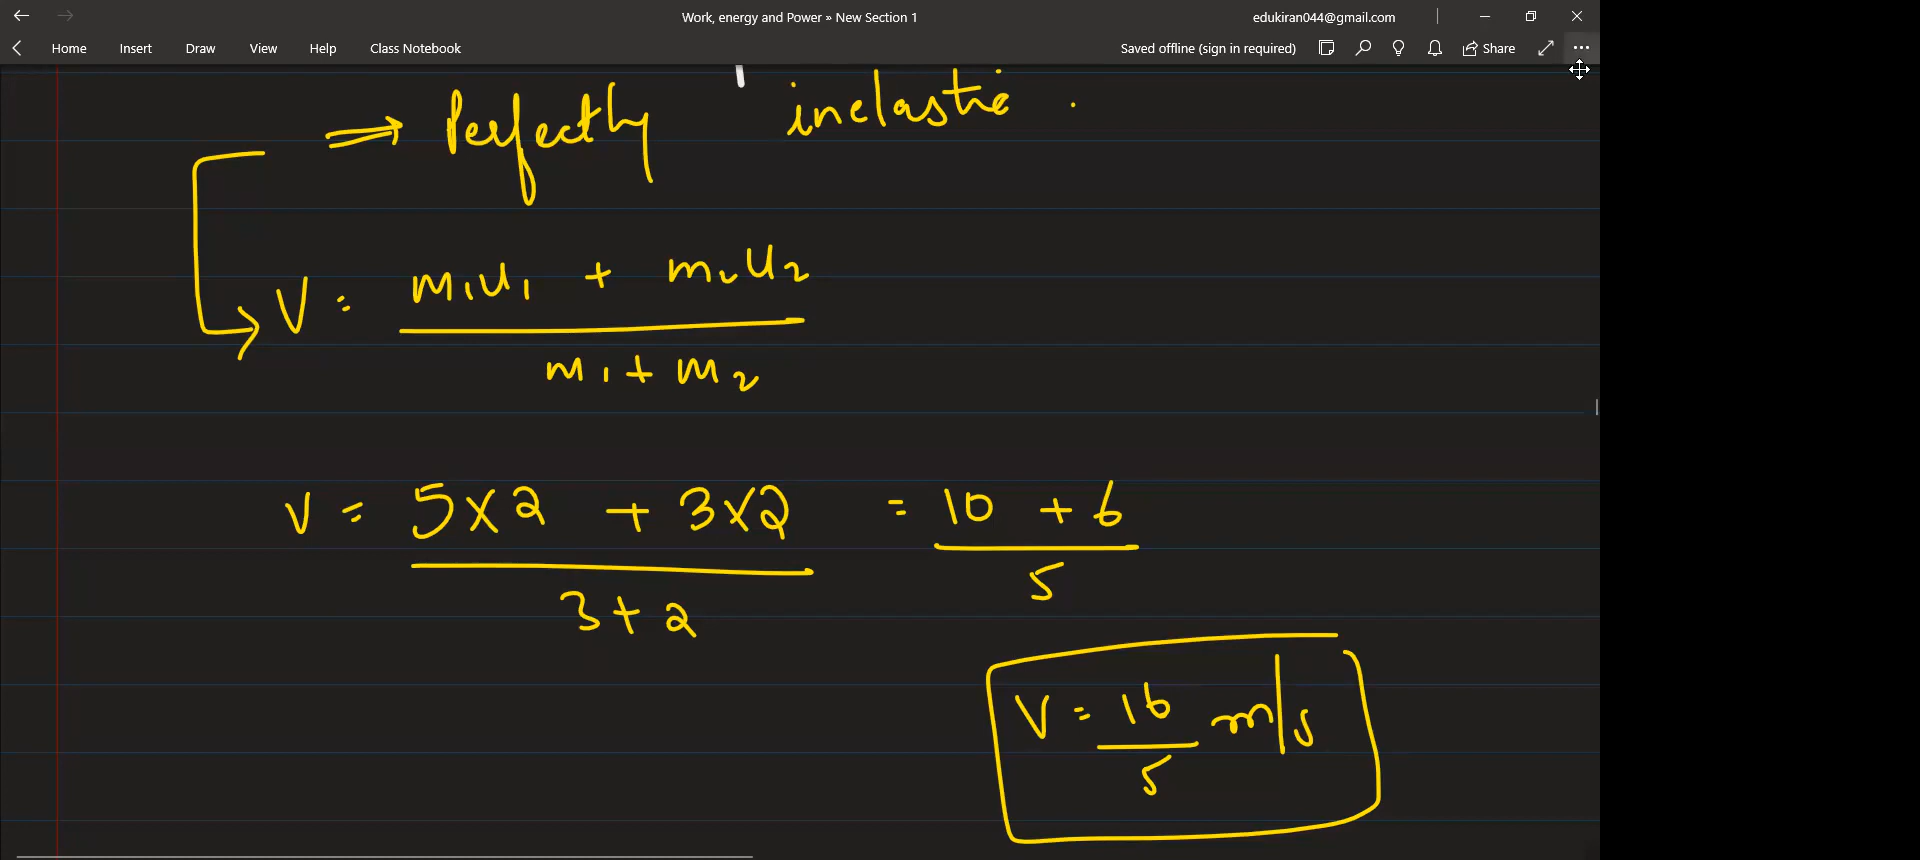 Work, energy and Power » New Section 1
edukiran044@gmail.com
Home Insert Draw View Help Class Notebook
Saved offline (sign in required) Share
⇒ Perfectly inelastic .
V = m₁u₁ + m₂u₂
m₁ + m₂
V = 5×2 + 3×2 = 10 + 6
3 + 2 5
V = 16 m/s
5